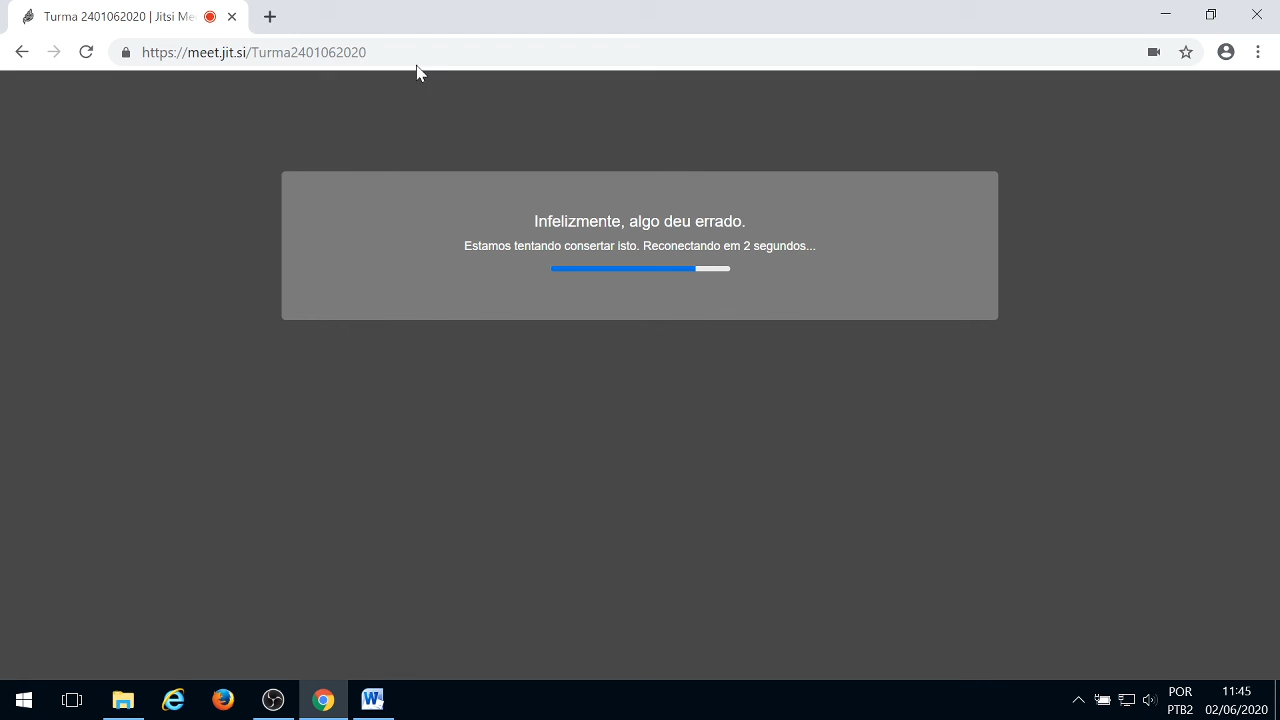 Turma 2401062020 | Jitsi Me
https://meet.jit.si/Turma2401062020
Infelizmente, algo deu errado.
Estamos tentando consertar isto. Reconectando em 2 segundos...
POR
11:45
PTB2
02/06/2020